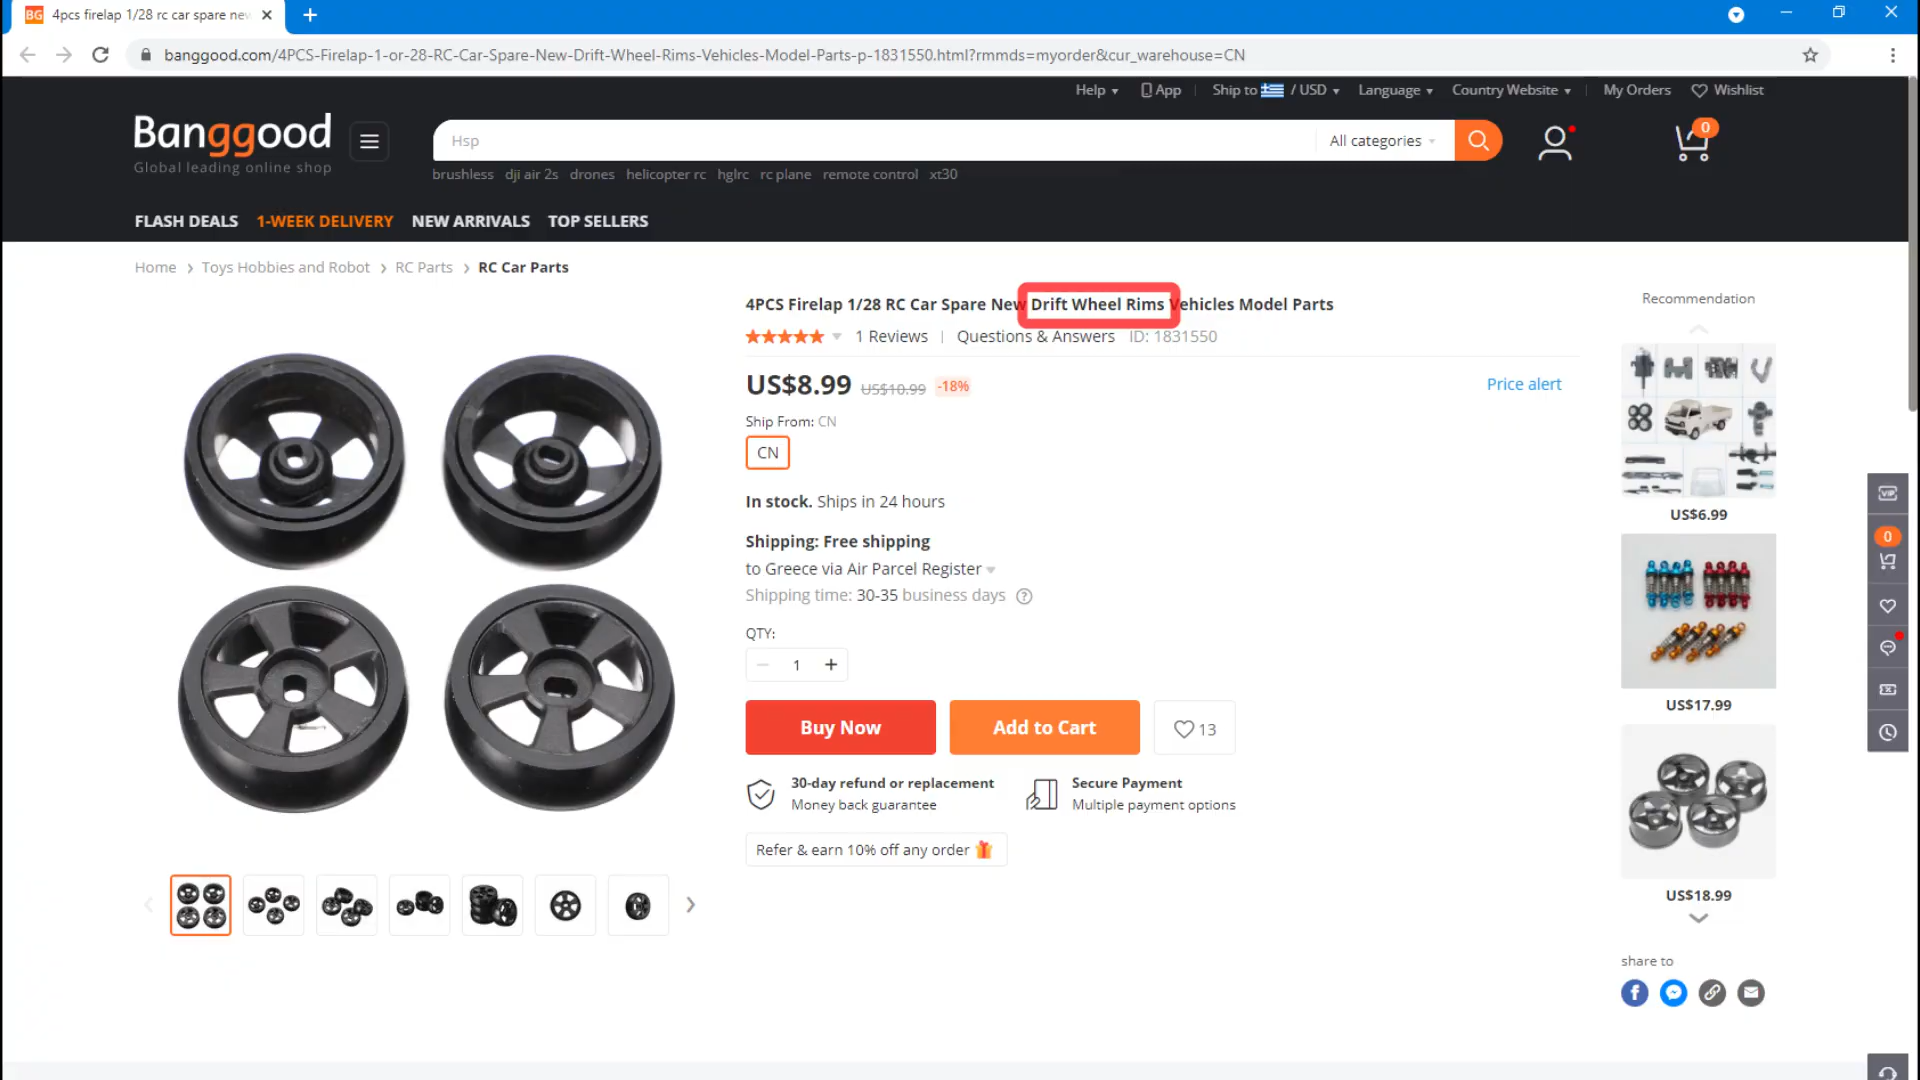 BG 4pcs firelap 1/28 rc car spare new
banggood.com/4PCS-Firelap-1-or-28-RC-Car-Spare-New-Drift-Wheel-Rims-Vehicles-Model-Parts-p-1831550.html?rmmds=myorder&cur_warehouse=CN
Help App Ship to / USD Language Country Website My Orders Wishlist
Banggood
Global leading online shop
Hsp All categories
0
brushless dji air 2s drones helicopter rc hglrc rc plane remote control xt30
FLASH DEALS 1-WEEK DELIVERY NEW ARRIVALS TOP SELLERS
Home > Toys Hobbies and Robot > RC Parts > RC Car Parts
4PCS Firelap 1/28 RC Car Spare New Drift Wheel Rims Vehicles Model Parts
1 Reviews | Questions & Answers ID: 1831550
US$8.99 US$10.99 -18% Price alert
Ship From: CN
CN
In stock. Ships in 24 hours
Shipping: Free shipping
to Greece via Air Parcel Register
Shipping time: 30-35 business days ?
QTY:
− 1 +
Buy Now Add to Cart 13
30-day refund or replacement
Money back guarantee
Secure Payment
Multiple payment options
Refer & earn 10% off any order
Recommendation
US$6.99
US$17.99
US$18.99
share to
VIP
0